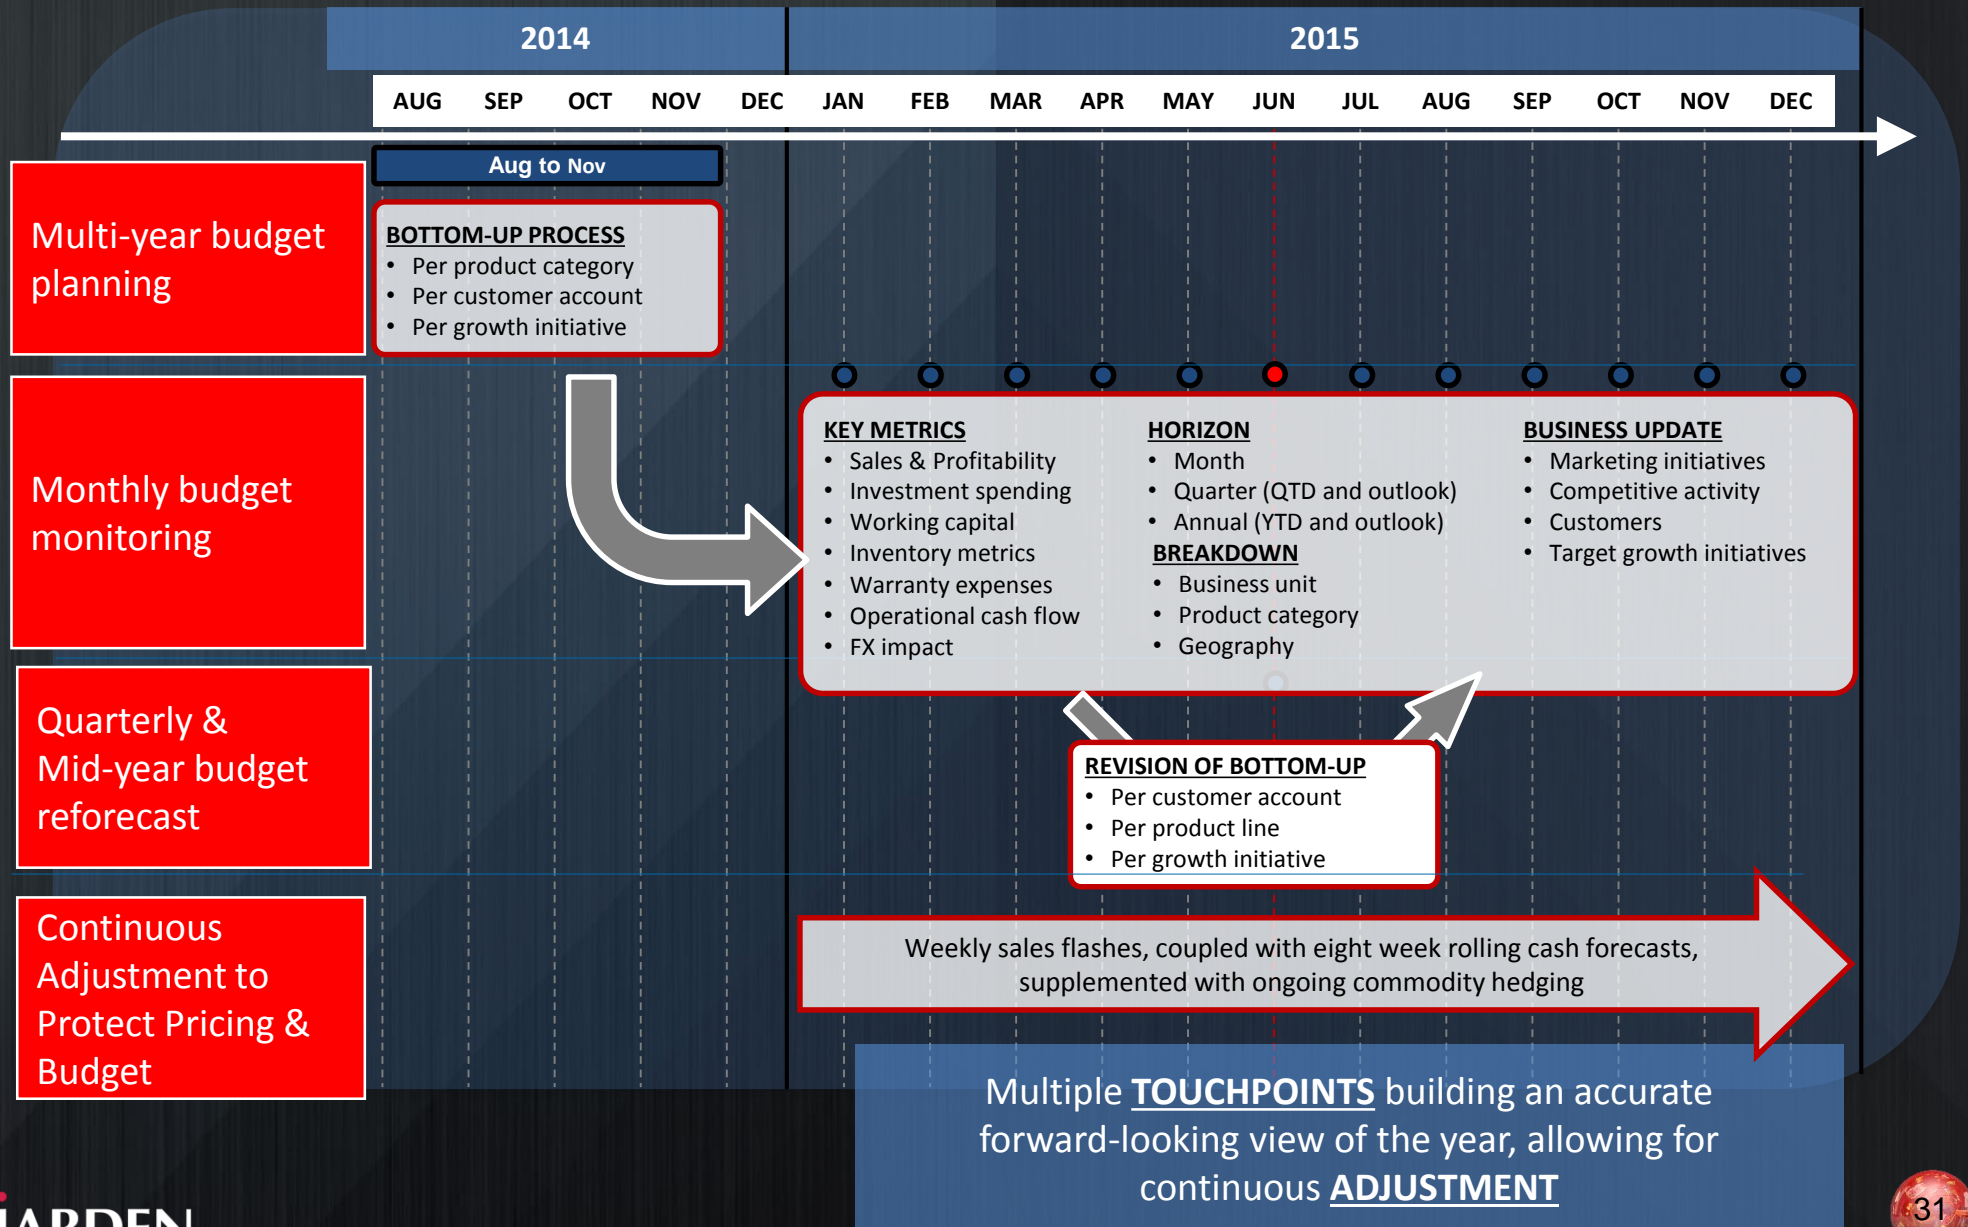 2014
2015
AUG SEP OCT NOV DEC JAN FEB MAR APR MAY JUN JUL AUG SEP OCT NOV DEC
Aug to Nov
Multi-year budget
planning
BOTTOM-UP PROCESS
• Per product category
• Per customer account
• Per growth initiative
Monthly budget
monitoring
KEY METRICS
• Sales & Profitability
• Investment spending
• Working capital
• Inventory metrics
• Warranty expenses
• Operational cash flow
• FX impact
HORIZON
• Month
• Quarter (QTD and outlook)
• Annual (YTD and outlook)
BREAKDOWN
• Business unit
• Product category
• Geography
BUSINESS UPDATE
• Marketing initiatives
• Competitive activity
• Customers
• Target growth initiatives
Quarterly &
Mid-year budget
reforecast
REVISION OF BOTTOM-UP
• Per customer account
• Per product line
• Per growth initiative
Continuous
Adjustment to
Protect Pricing &
Budget
Weekly sales flashes, coupled with eight week rolling cash forecasts,
supplemented with ongoing commodity hedging
Multiple TOUCHPOINTS building an accurate
forward-looking view of the year, allowing for
continuous ADJUSTMENT
JARDEN
31